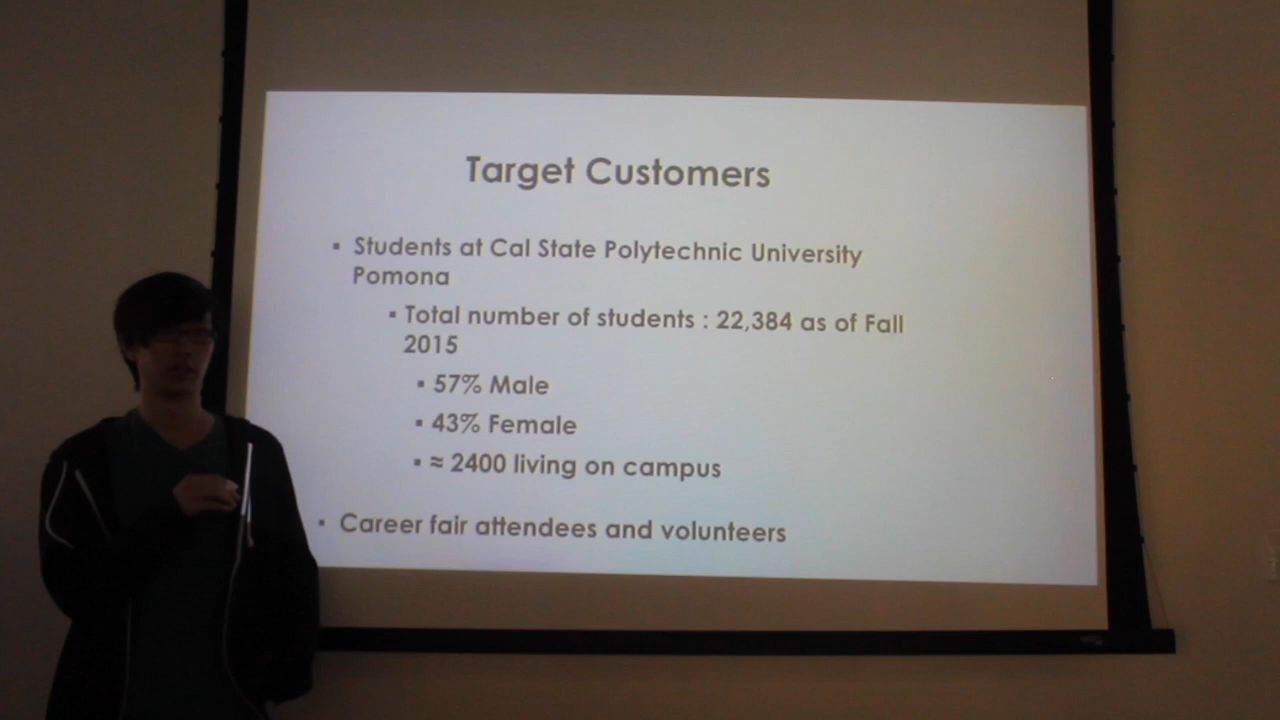 Target Customers
▪ Students at Cal State Polytechnic University
Pomona
▪ Total number of students : 22,384 as of Fall
2015
▪ 57% Male
▪ 43% Female
▪ ≈ 2400 living on campus
▪ Career fair attendees and volunteers